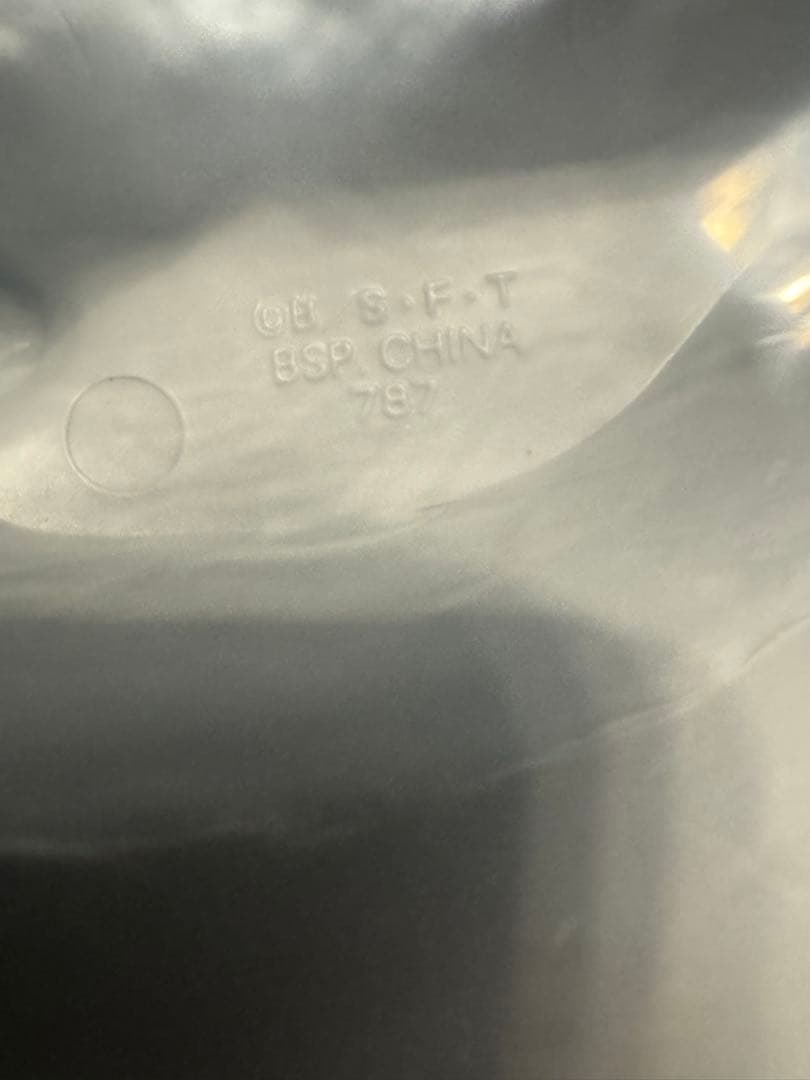 ©B. S・F・T
BSP. CHINA
787